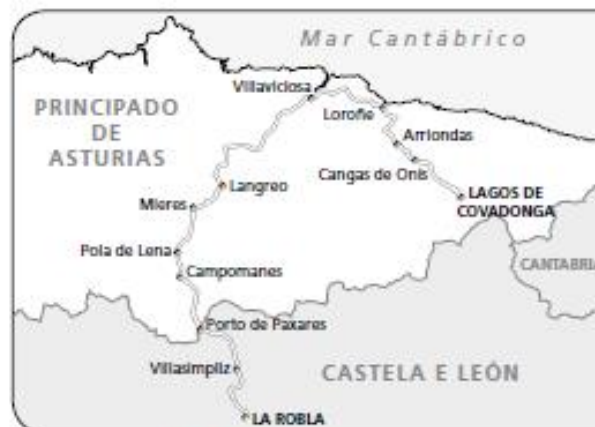 Mar Cantábrico
Villaviciosa
PRINCIPADO
DE
ASTURIAS
Loroñe
Arriondas
Cangas de Onís
Langreo
LAGOS DE
COVADONGA
Mieres
Pola de Lena
Campomanes
CANTABRIA
Porto de Paxares
Villasimpliz
CASTELA E LEÓN
LA ROBLA